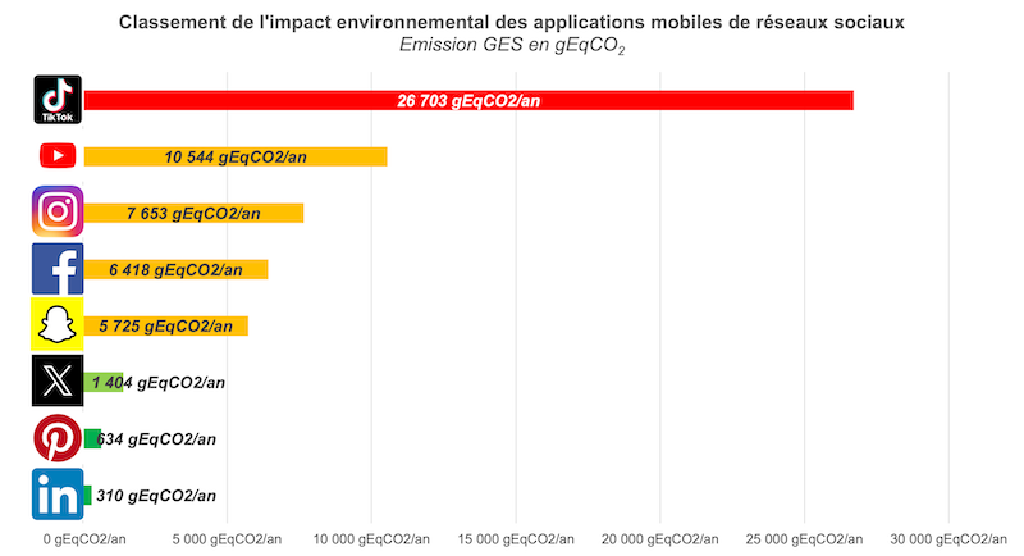 Classement de l'impact environnemental des applications mobiles de réseaux sociaux
Emission GES en gEqCO₂
TikTok
26 703 gEqCO2/an
10 544 gEqCO2/an
7 653 gEqCO2/an
f
6 418 gEqCO2/an
5 725 gEqCO2/an
X
1 404 gEqCO2/an
634 gEqCO2/an
in
310 gEqCO2/an
0 gEqCO2/an 5 000 gEqCO2/an 10 000 gEqCO2/an 15 000 gEqCO2/an 20 000 gEqCO2/an 25 000 gEqCO2/an 30 000 gEqCO2/an